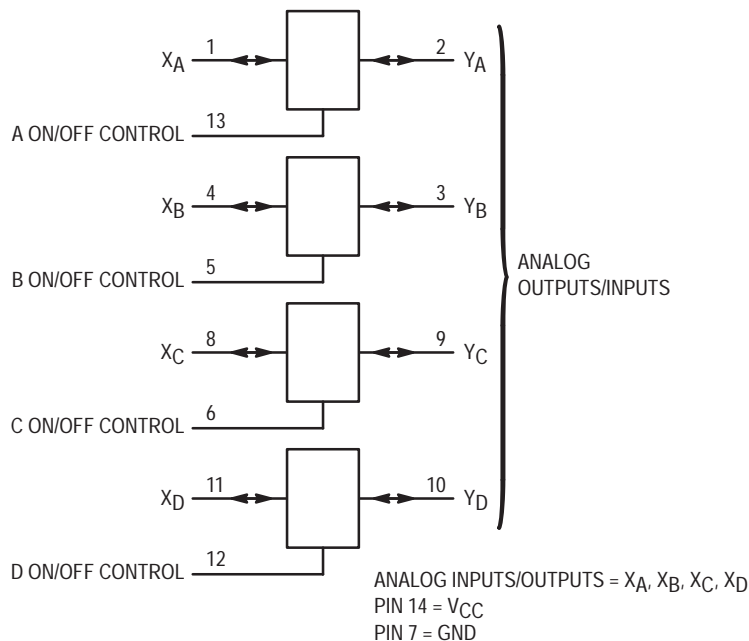 1 2
XA YA
13
A ON/OFF CONTROL
4 3
XB YB
5
B ON/OFF CONTROL
ANALOG
OUTPUTS/INPUTS
8 9
XC YC
6
C ON/OFF CONTROL
11 10
XD YD
12
D ON/OFF CONTROL
ANALOG INPUTS/OUTPUTS = XA, XB, XC, XD
PIN 14 = VCC
PIN 7 = GND